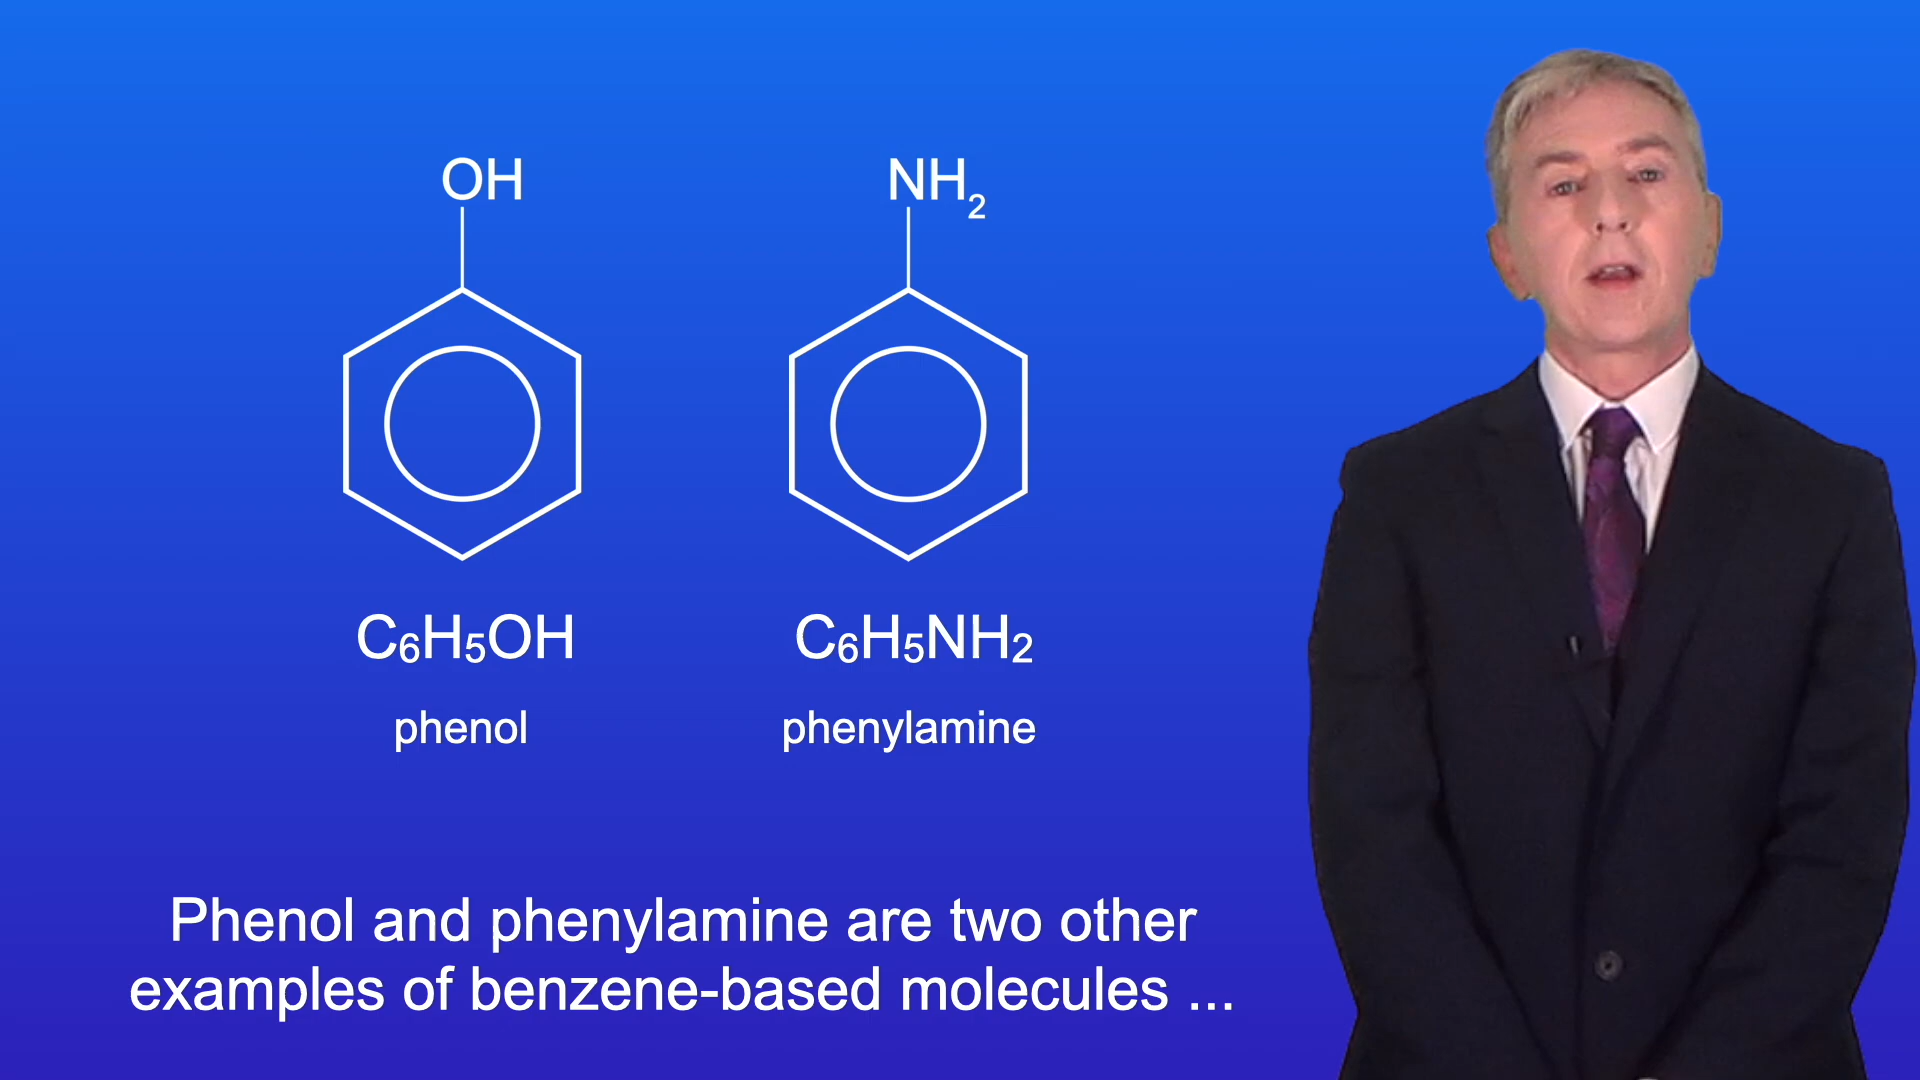 OH
NH₂
C₆H₅OH
C₆H₅NH₂
phenol
phenylamine
Phenol and phenylamine are two other
examples of benzene-based molecules ...